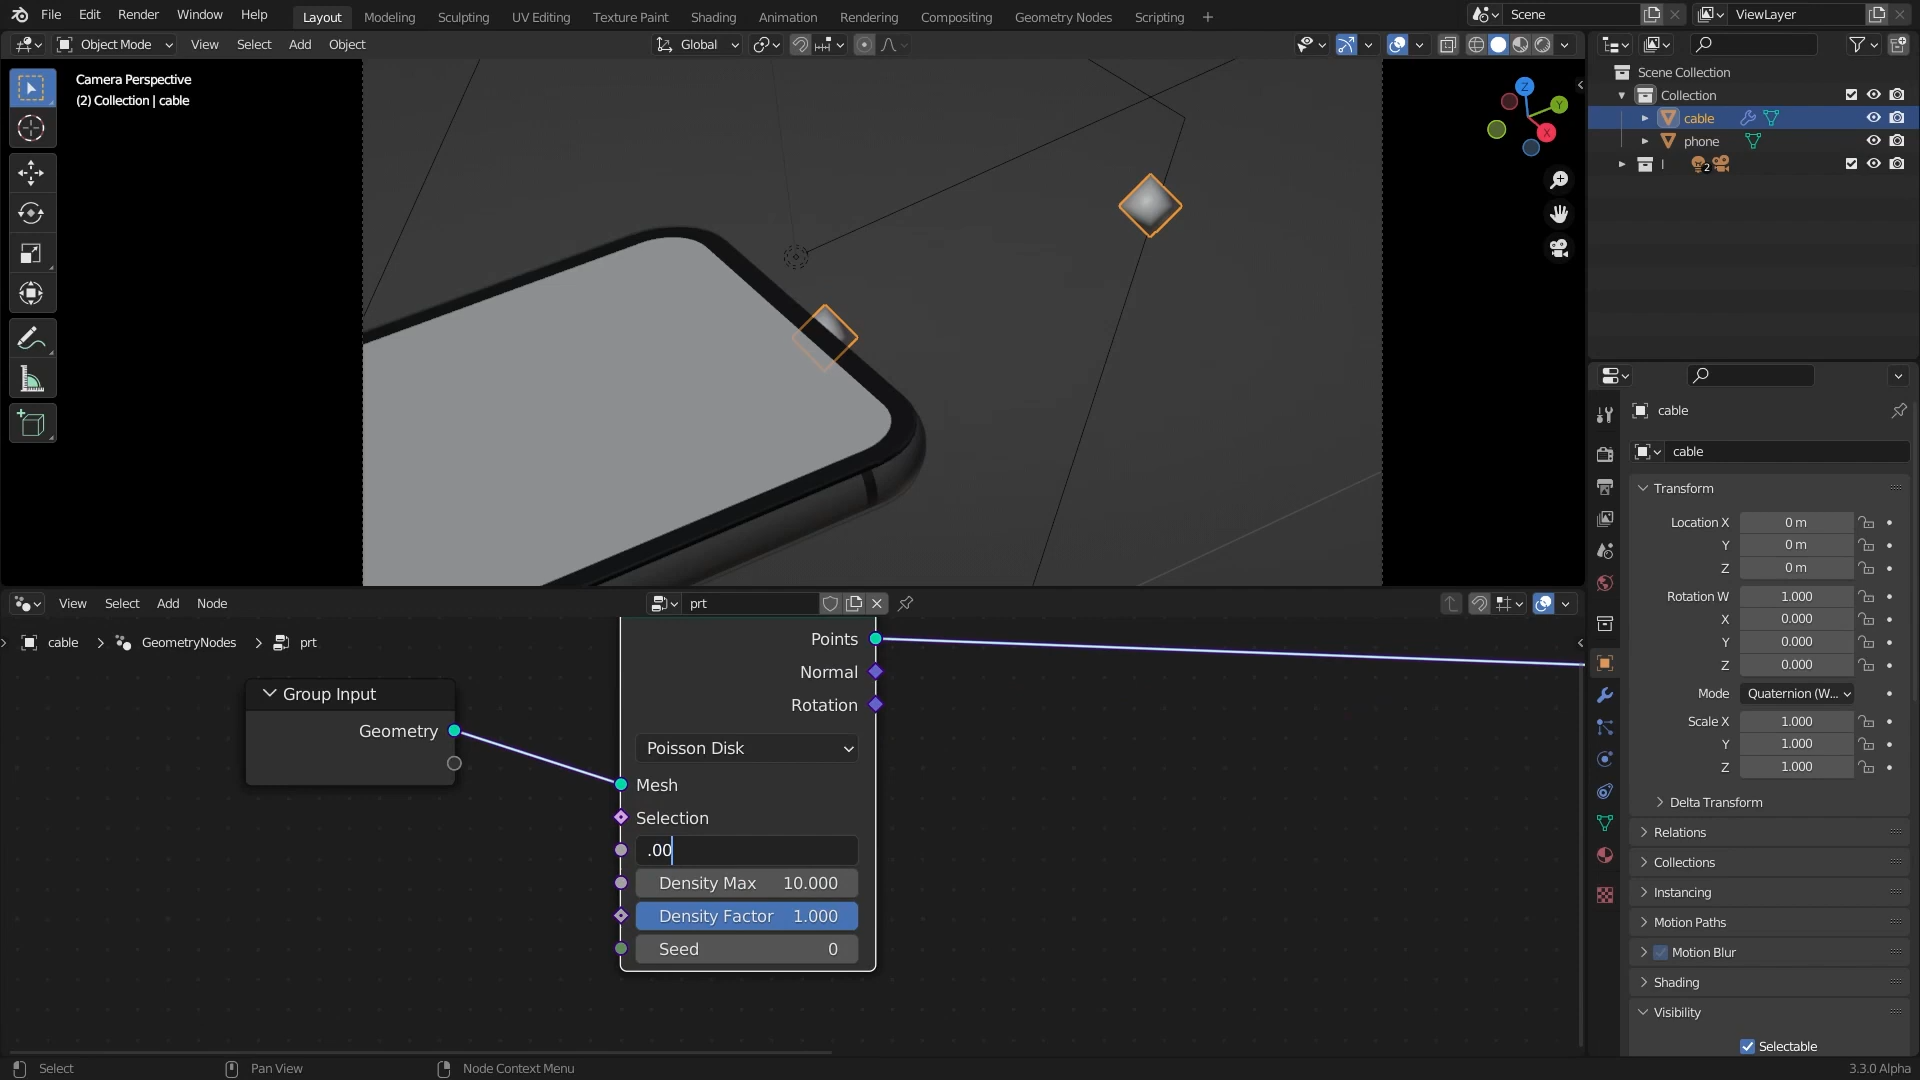 File Edit Render Window Help
Layout Modeling Sculpting UV Editing Texture Paint Shading Animation Rendering Compositing Geometry Nodes Scripting +
Scene
ViewLayer
Object Mode View Select Add Object
Global
Camera Perspective
(2) Collection | cable
Z
Y
X
Scene Collection
Collection
cable
phone
l
2
cable
cable
Transform
Location X 0 m
Y 0 m
Z 0 m
Rotation W 1.000
X 0.000
Y 0.000
Z 0.000
Mode Quaternion (W...
Scale X 1.000
Y 1.000
Z 1.000
Delta Transform
Relations
Collections
Instancing
Motion Paths
Motion Blur
Shading
Visibility
Selectable
View Select Add Node
prt
cable > GeometryNodes > prt
Group Input
Geometry
Points
Normal
Rotation
Poisson Disk
Mesh
Selection
.00
Density Max 10.000
Density Factor 1.000
Seed 0
Select
Pan View
Node Context Menu
3.3.0 Alpha